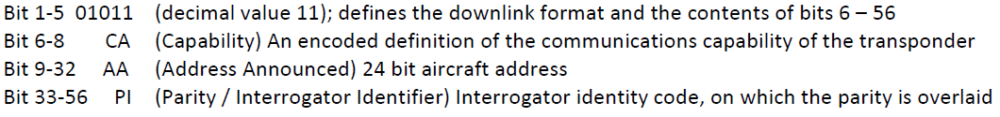 Bit 1-5 01011 (decimal value 11); defines the downlink format and the contents of bits 6 – 56
Bit 6-8 CA (Capability) An encoded definition of the communications capability of the transponder
Bit 9-32 AA (Address Announced) 24 bit aircraft address
Bit 33-56 PI (Parity / Interrogator Identifier) Interrogator identity code, on which the parity is overlaid